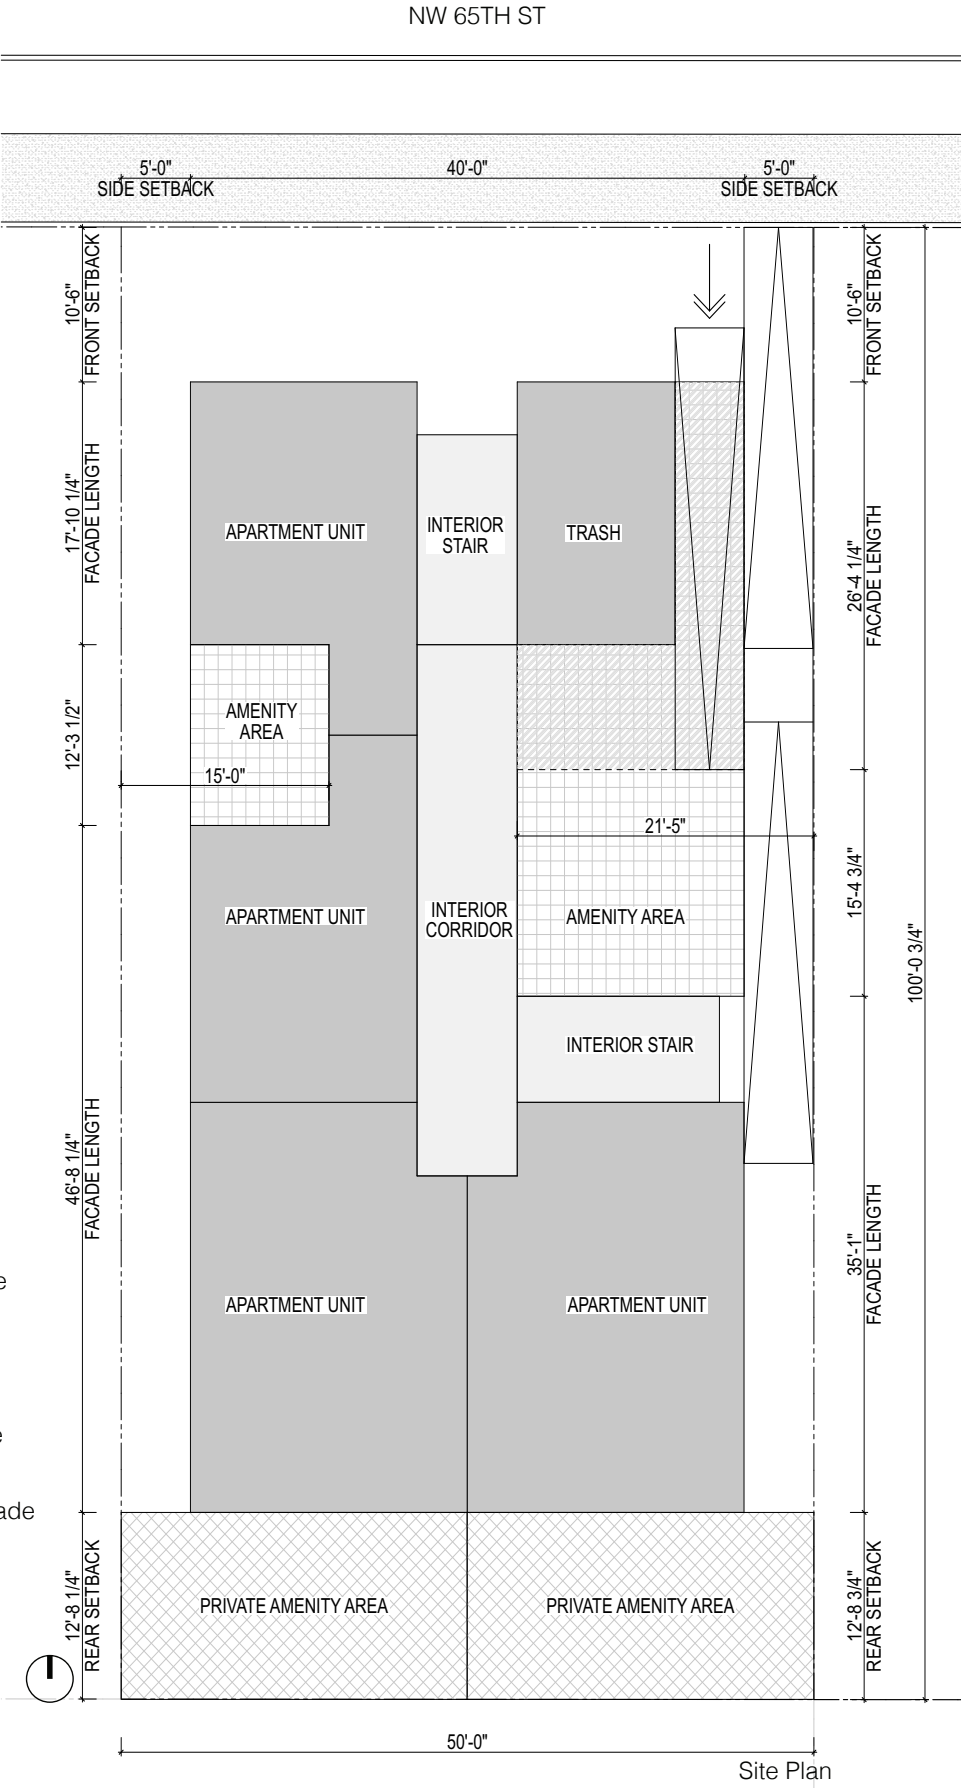 NW 65TH ST
5'-0"
40'-0"
5'-0"
SIDE SETBACK
SIDE SETBACK
10'-6"
FRONT SETBACK
10'-6"
FRONT SETBACK
17'-10 1/4"
FACADE LENGTH
APARTMENT UNIT
INTERIOR
STAIR
TRASH
26'-4 1/4"
FACADE LENGTH
12'-3 1/2"
AMENITY
AREA
15'-0"
21'-5"
15'-4 3/4"
APARTMENT UNIT
INTERIOR
CORRIDOR
AMENITY AREA
100'-0 3/4"
INTERIOR STAIR
46'-8 1/4"
FACADE LENGTH
35'-1"
FACADE LENGTH
APARTMENT UNIT
APARTMENT UNIT
12'-8 1/4"
REAR SETBACK
PRIVATE AMENITY AREA
PRIVATE AMENITY AREA
12'-8 3/4"
REAR SETBACK
50'-0"
Site Plan